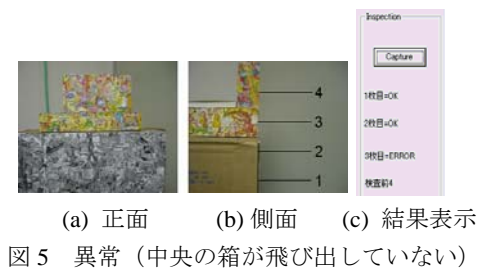 Inspection
Capture
1枚目=OK
2枚目=OK
3枚目=ERROR
検査前4
4
3
2
1
(a) 正面 (b) 側面 (c) 結果表示
図 5 異常（中央の箱が飛び出していない）